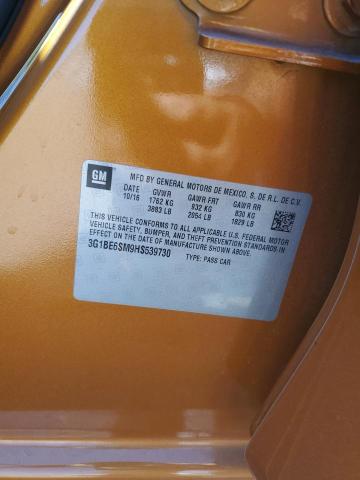 GM
MFD BY GENERAL MOTORS DE MEXICO, S. DE R.L. DE C.V.
DATE GVWR GAWR FRT GAWR RR
10/16 1762 KG 932 KG 830 KG
3883 LB 2054 LB 1829 LB
THIS VEHICLE CONFORMS TO ALL APPLICABLE U.S. FEDERAL MOTOR
VEHICLE SAFETY, BUMPER, AND THEFT PREVENTION STANDARDS IN
EFFECT ON THE DATE OF MANUFACTURE SHOWN ABOVE.
3G1BE6SM9HS539730 TYPE: PASS CAR